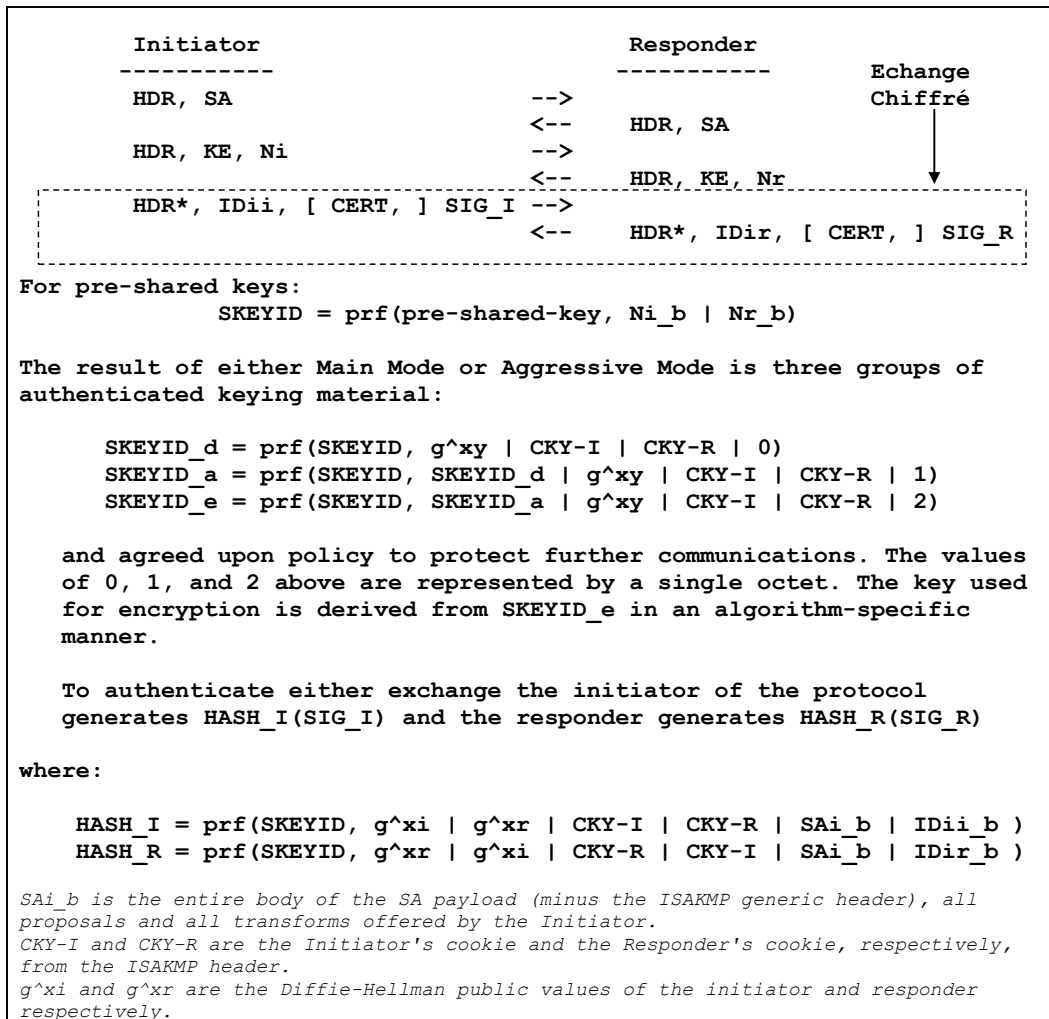 Initiator Responder
----------- ----------- Echange
HDR, SA --> Chiffré
<-- HDR, SA
HDR, KE, Ni -->
<-- HDR, KE, Nr
HDR*, IDii, [ CERT, ] SIG_I -->
<-- HDR*, IDir, [ CERT, ] SIG_R
For pre-shared keys:
SKEYID = prf(pre-shared-key, Ni_b | Nr_b)
The result of either Main Mode or Aggressive Mode is three groups of
authenticated keying material:
SKEYID_d = prf(SKEYID, g^xy | CKY-I | CKY-R | 0)
SKEYID_a = prf(SKEYID, SKEYID_d | g^xy | CKY-I | CKY-R | 1)
SKEYID_e = prf(SKEYID, SKEYID_a | g^xy | CKY-I | CKY-R | 2)
and agreed upon policy to protect further communications. The values
of 0, 1, and 2 above are represented by a single octet. The key used
for encryption is derived from SKEYID_e in an algorithm-specific
manner.
To authenticate either exchange the initiator of the protocol
generates HASH_I(SIG_I) and the responder generates HASH_R(SIG_R)
where:
HASH_I = prf(SKEYID, g^xi | g^xr | CKY-I | CKY-R | SAi_b | IDii_b )
HASH_R = prf(SKEYID, g^xr | g^xi | CKY-R | CKY-I | SAi_b | IDir_b )
SAi_b is the entire body of the SA payload (minus the ISAKMP generic header), all
proposals and all transforms offered by the Initiator.
CKY-I and CKY-R are the Initiator's cookie and the Responder's cookie, respectively,
from the ISAKMP header.
g^xi and g^xr are the Diffie-Hellman public values of the initiator and responder
respectively.